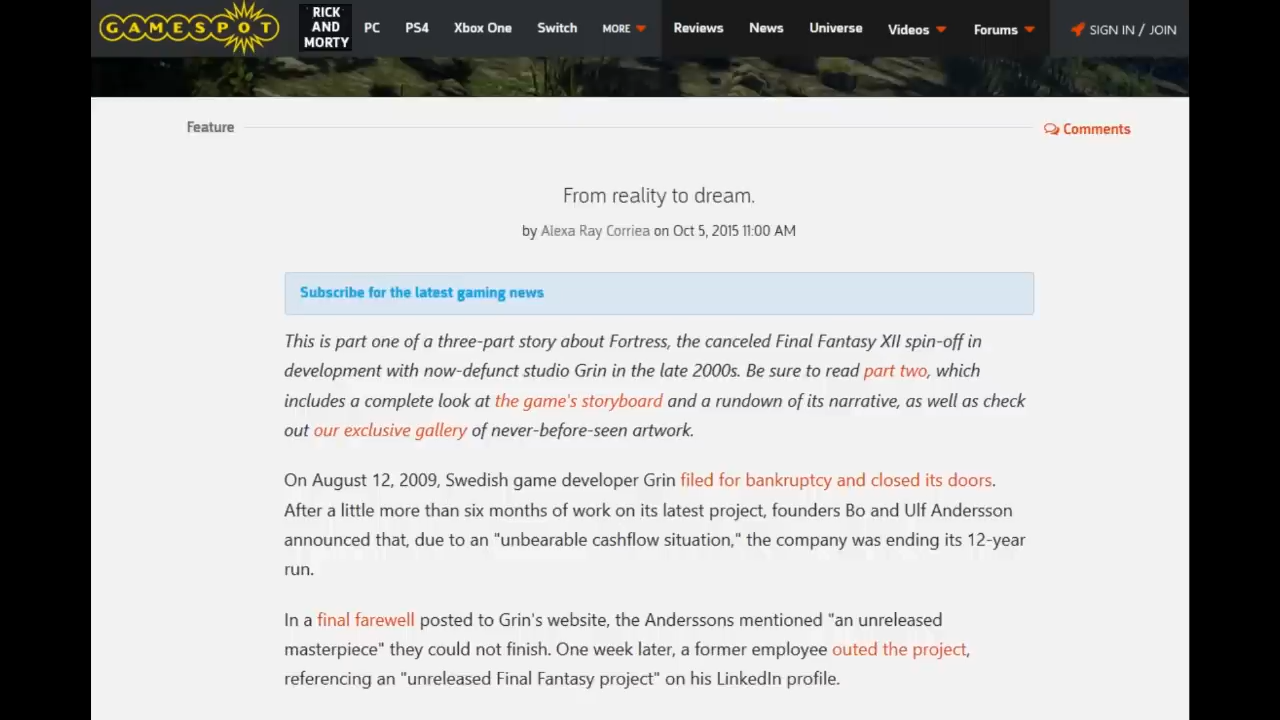 GAMESPOT
RICK AND MORTY
PC PS4 Xbox One Switch MORE Reviews News Universe Videos Forums SIGN IN / JOIN
Feature
Comments
From reality to dream.
by Alexa Ray Corriea on Oct 5, 2015 11:00 AM
Subscribe for the latest gaming news
This is part one of a three-part story about Fortress, the canceled Final Fantasy XII spin-off in
development with now-defunct studio Grin in the late 2000s. Be sure to read part two, which
includes a complete look at the game's storyboard and a rundown of its narrative, as well as check
out our exclusive gallery of never-before-seen artwork.
On August 12, 2009, Swedish game developer Grin filed for bankruptcy and closed its doors.
After a little more than six months of work on its latest project, founders Bo and Ulf Andersson
announced that, due to an "unbearable cashflow situation," the company was ending its 12-year
run.
In a final farewell posted to Grin's website, the Anderssons mentioned "an unreleased
masterpiece" they could not finish. One week later, a former employee outed the project,
referencing an "unreleased Final Fantasy project" on his LinkedIn profile.